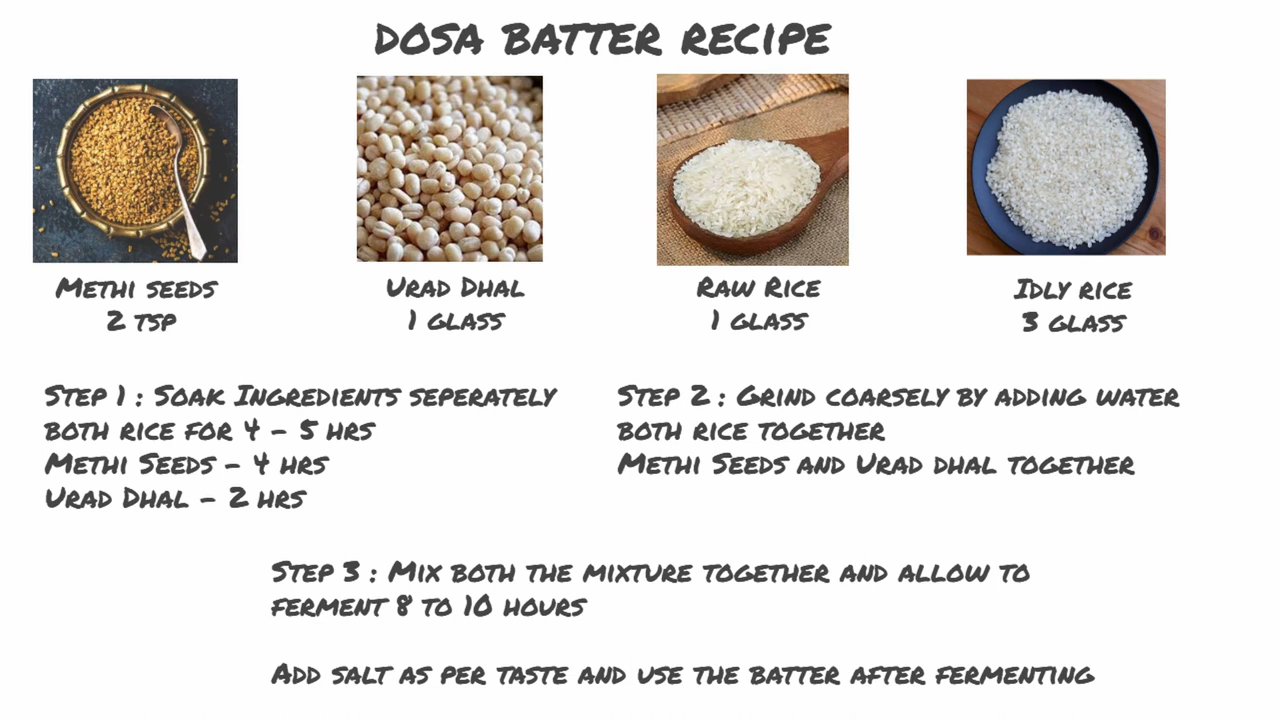 DOSA BATTER RECIPE
METHI SEEDS
2 TSP
URAD DHAL
1 GLASS
RAW RICE
1 GLASS
IDLY RICE
3 GLASS
STEP 1 : SOAK INGREDIENTS SEPERATELY
BOTH RICE FOR 4 - 5 HRS
METHI SEEDS - 4 HRS
URAD DHAL - 2 HRS
STEP 2 : GRIND COARSELY BY ADDING WATER
BOTH RICE TOGETHER
METHI SEEDS AND URAD DHAL TOGETHER
STEP 3 : MIX BOTH THE MIXTURE TOGETHER AND ALLOW TO
FERMENT 8 TO 10 HOURS
ADD SALT AS PER TASTE AND USE THE BATTER AFTER FERMENTING